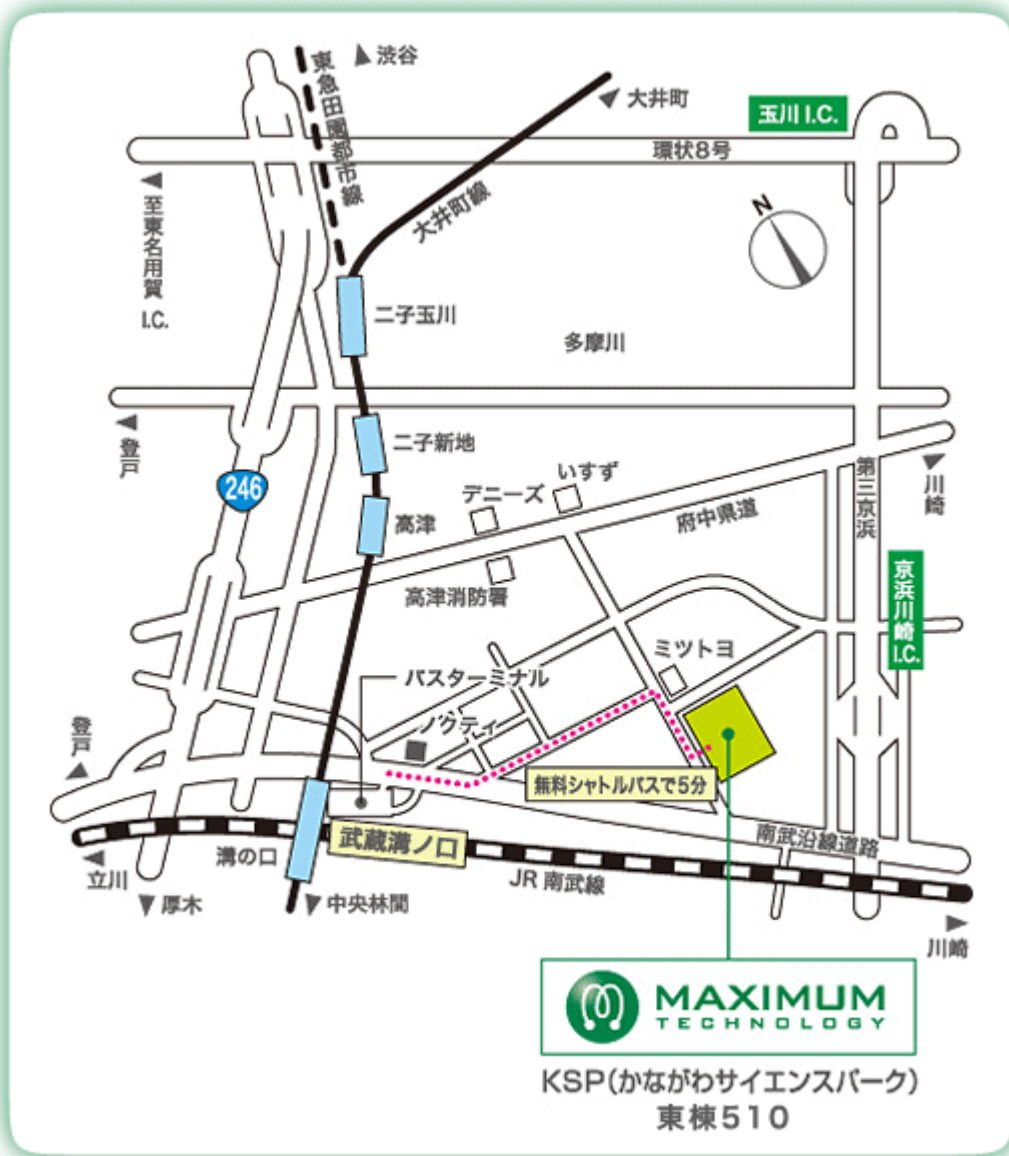 渋谷
東急田園都市線
大井町
玉川 I.C.
環状8号
至東名用賀 I.C.
大井町線
N
二子玉川
多摩川
登戸
二子新地
246
いすず
デニーズ
第三京浜
川崎
府中県道
高津
高津消防署
京浜川崎 I.C.
ミツトヨ
バスターミナル
ノクティ
登戸
無料シャトルバスで5分
南武沿線道路
武蔵溝ノ口
溝の口
立川
JR 南武線
厚木
中央林間
川崎
MAXIMUM
TECHNOLOGY
KSP(かながわサイエンスパーク)
東棟510